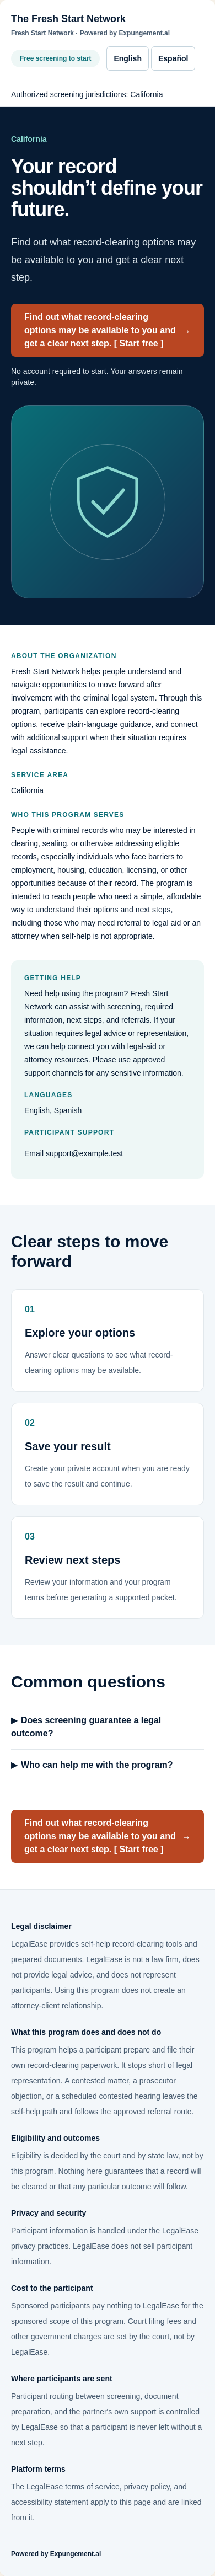 The Fresh Start Network
Fresh Start Network · Powered by Expungement.ai
Free screening to start
English
Español
Authorized screening jurisdictions: California
California
Your record
shouldn’t define your
future.
Find out what record-clearing options may
be available to you and get a clear next
step.
Find out what record-clearing
options may be available to you and →
get a clear next step. [ Start free ]
No account required to start. Your answers remain
private.
ABOUT THE ORGANIZATION
Fresh Start Network helps people understand and
navigate opportunities to move forward after
involvement with the criminal legal system. Through this
program, participants can explore record-clearing
options, receive plain-language guidance, and connect
with additional support when their situation requires
legal assistance.
SERVICE AREA
California
WHO THIS PROGRAM SERVES
People with criminal records who may be interested in
clearing, sealing, or otherwise addressing eligible
records, especially individuals who face barriers to
employment, housing, education, licensing, or other
opportunities because of their record. The program is
intended to reach people who need a simple, affordable
way to understand their options and next steps,
including those who may need referral to legal aid or an
attorney when self-help is not appropriate.
GETTING HELP
Need help using the program? Fresh Start
Network can assist with screening, required
information, next steps, and referrals. If your
situation requires legal advice or representation,
we can help connect you with legal-aid or
attorney resources. Please use approved
support channels for any sensitive information.
LANGUAGES
English, Spanish
PARTICIPANT SUPPORT
Email support@example.test
Clear steps to move
forward
01
Explore your options
Answer clear questions to see what record-
clearing options may be available.
02
Save your result
Create your private account when you are ready
to save the result and continue.
03
Review next steps
Review your information and your program
terms before generating a supported packet.
Common questions
▶ Does screening guarantee a legal
outcome?
▶ Who can help me with the program?
Find out what record-clearing
options may be available to you and →
get a clear next step. [ Start free ]
Legal disclaimer
LegalEase provides self-help record-clearing tools and
prepared documents. LegalEase is not a law firm, does
not provide legal advice, and does not represent
participants. Using this program does not create an
attorney-client relationship.
What this program does and does not do
This program helps a participant prepare and file their
own record-clearing paperwork. It stops short of legal
representation. A contested matter, a prosecutor
objection, or a scheduled contested hearing leaves the
self-help path and follows the approved referral route.
Eligibility and outcomes
Eligibility is decided by the court and by state law, not by
this program. Nothing here guarantees that a record will
be cleared or that any particular outcome will follow.
Privacy and security
Participant information is handled under the LegalEase
privacy practices. LegalEase does not sell participant
information.
Cost to the participant
Sponsored participants pay nothing to LegalEase for the
sponsored scope of this program. Court filing fees and
other government charges are set by the court, not by
LegalEase.
Where participants are sent
Participant routing between screening, document
preparation, and the partner's own support is controlled
by LegalEase so that a participant is never left without a
next step.
Platform terms
The LegalEase terms of service, privacy policy, and
accessibility statement apply to this page and are linked
from it.
Powered by Expungement.ai